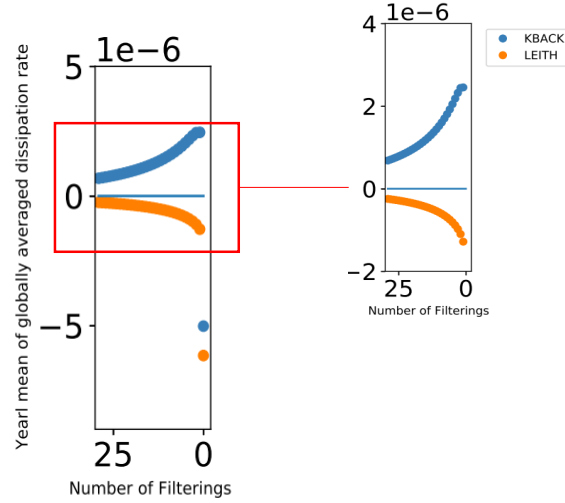 Yearl mean of globally averaged dissipation rate
1e−6
5
0
−5
25
0
Number of Filterings
1e−6
4
2
0
−2
25
0
Number of Filterings
KBACK
LEITH